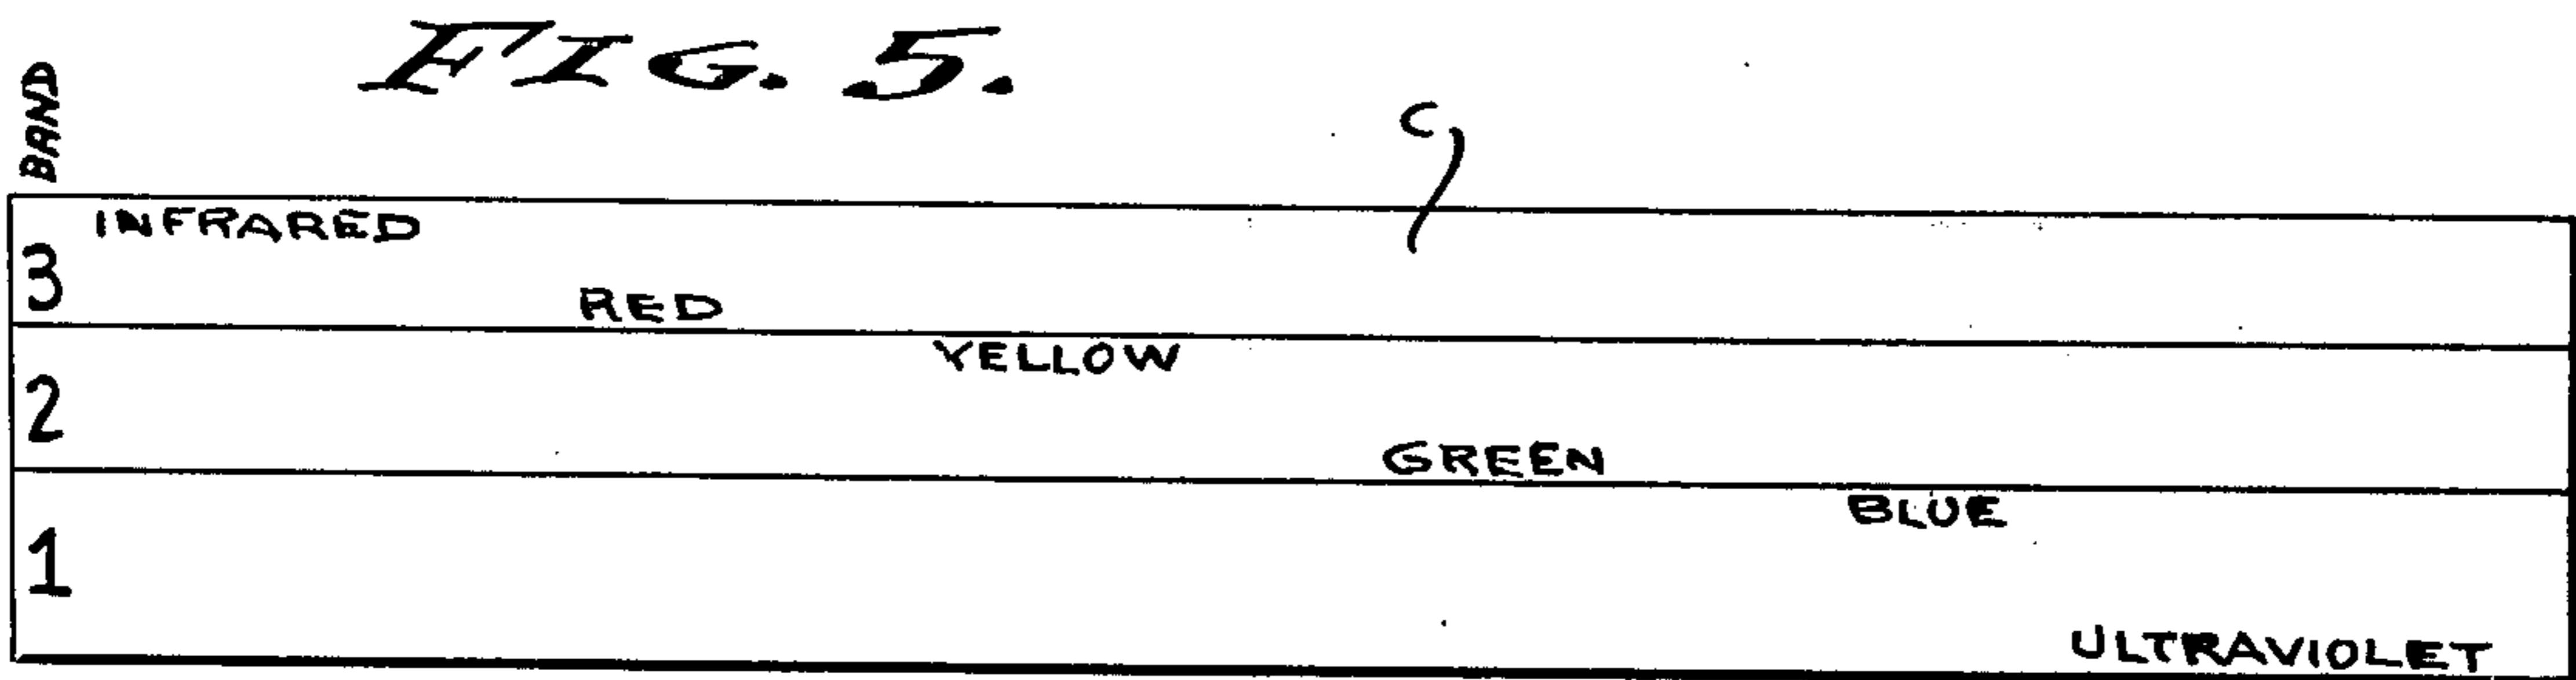 FIG. 5.
BAND
C
3 INFRARED
RED
2 YELLOW
GREEN
1 BLUE
ULTRAVIOLET